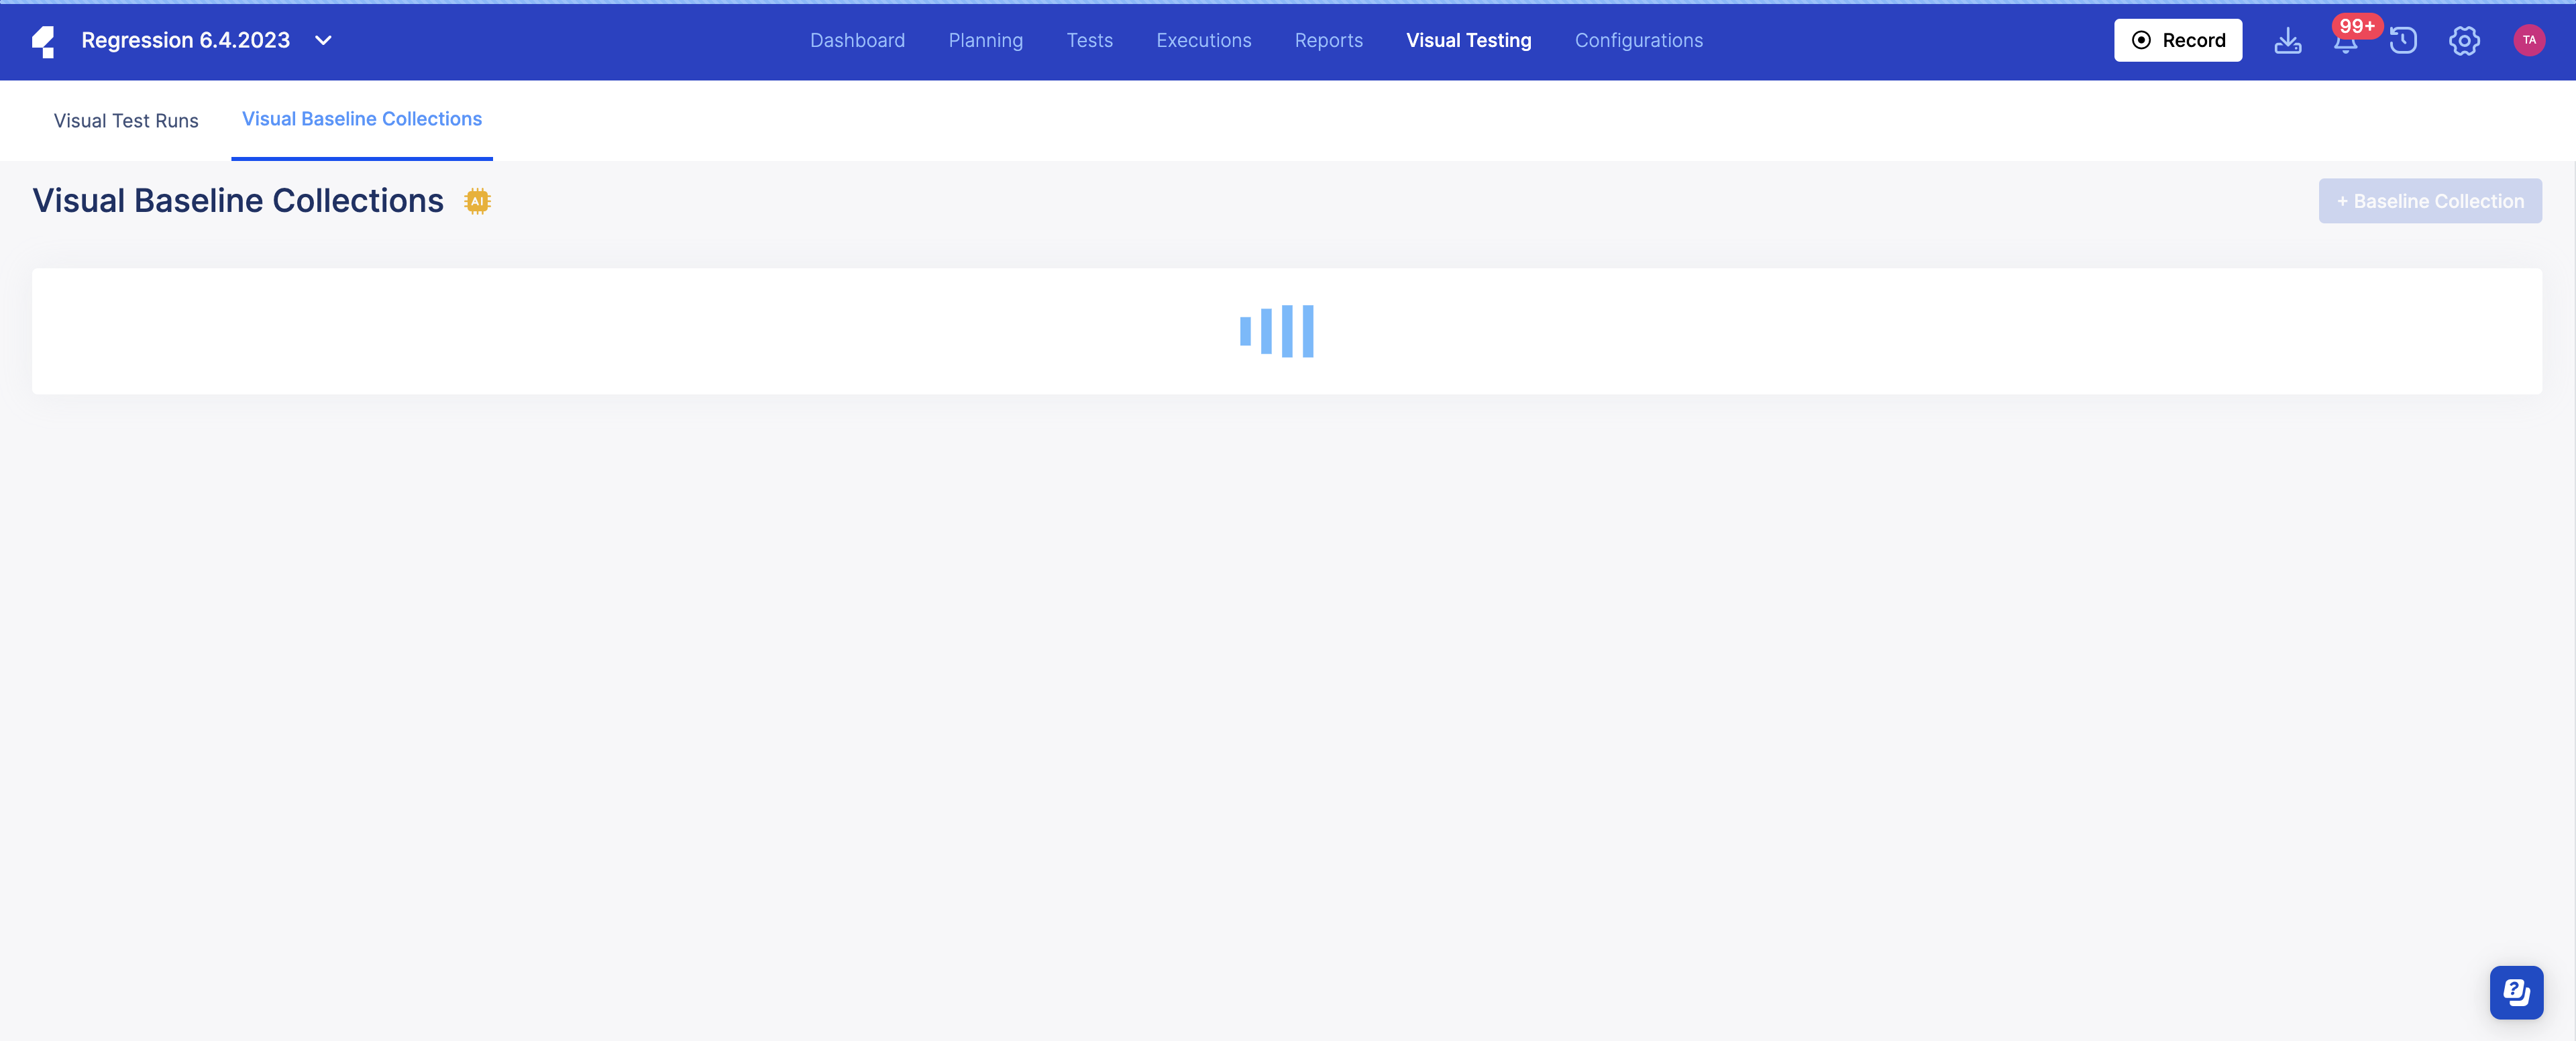 Regression 6.4.2023
Dashboard
Planning
Tests
Executions
Reports
Visual Testing
Configurations
Record
99+
TA
Visual Test Runs
Visual Baseline Collections
Visual Baseline Collections
AI
+ Baseline Collection
?